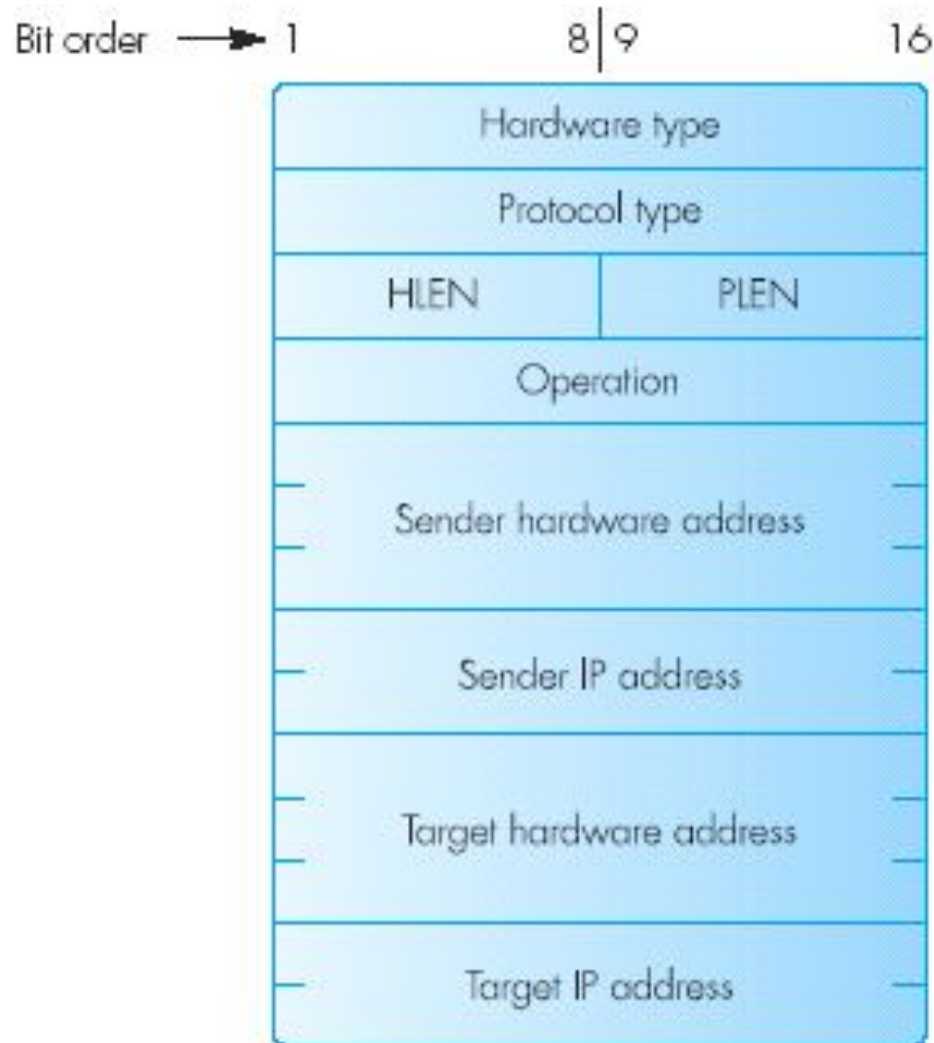 Bit order 1 8 9 16
Hardware type
Protocol type
HLEN PLEN
Operation
Sender hardware address
Sender IP address
Target hardware address
Target IP address